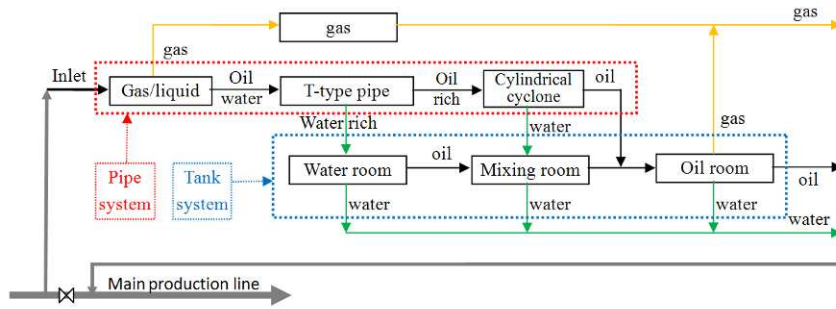 gas
gas
gas
Inlet
Gas/liquid
Oil
water
T-type pipe
Oil
rich
Cylindrical
cyclone
oil
Water rich
water
gas
Pipe
system
Tank
system
Water room
oil
Mixing room
Oil room
oil
water
water
water
water
Main production line